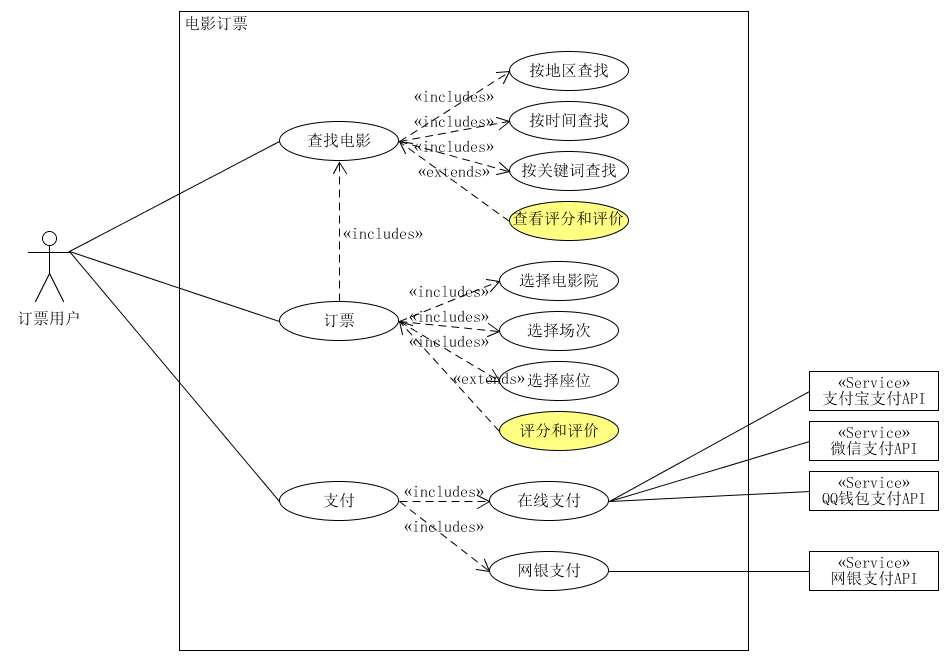 电影订票
按地区查找
«includes»
按时间查找
«includes»
查找电影
«includes»
按关键词查找
«extends»
查看评分和评价
«includes»
订票用户
选择电影院
«includes»
订票
«includes»
选择场次
«includes»
«extends»
选择座位
评分和评价
«Service»
支付宝支付API
«Service»
微信支付API
«Service»
QQ钱包支付API
支付
«includes»
在线支付
«includes»
网银支付
«Service»
网银支付API